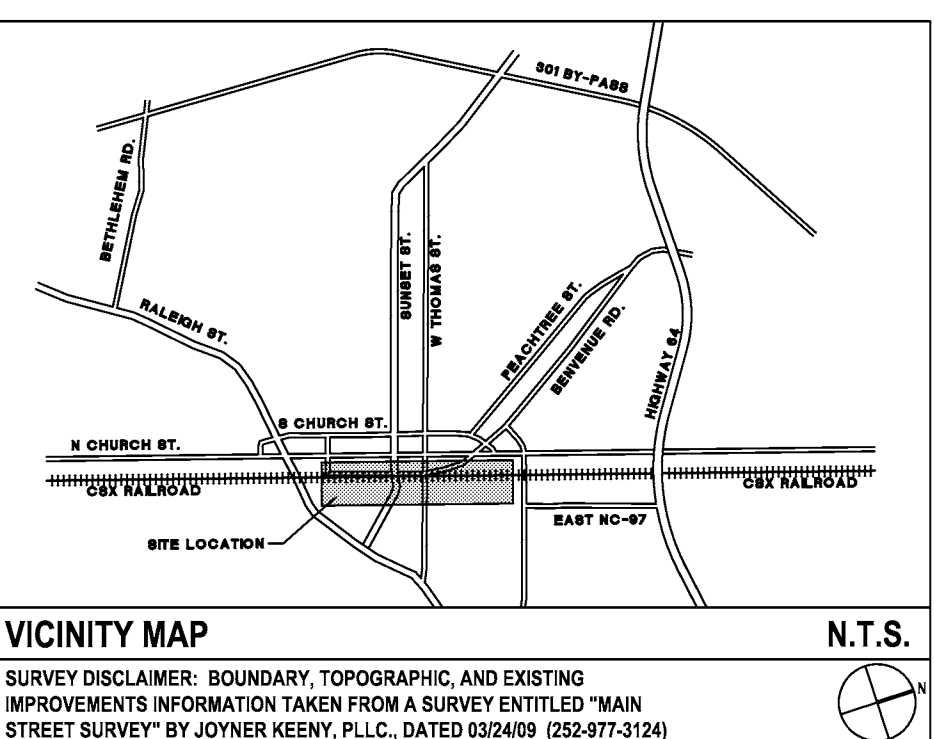 301 BY-PASS
BETHLEHEM RD.
SUNSET ST.
W THOMAS ST.
PEACHTREE ST.
BENVENUE RD.
RALEIGH ST.
HIGHWAY 64
S CHURCH ST.
N CHURCH ST.
CSX RAILROAD
CSX RAILROAD
EAST NC-97
SITE LOCATION
VICINITY MAP N.T.S.
SURVEY DISCLAIMER: BOUNDARY, TOPOGRAPHIC, AND EXISTING
IMPROVEMENTS INFORMATION TAKEN FROM A SURVEY ENTITLED "MAIN
STREET SURVEY" BY JOYNER KEENY, PLLC., DATED 03/24/09 (252-977-3124)
N